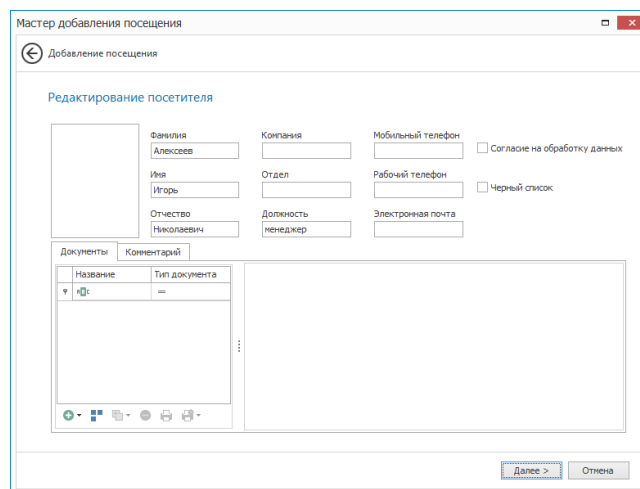 Мастер добавления посещения
Добавление посещения
Редактирование посетителя
Фамилия Компания Мобильный телефон
Алексеев Согласие на обработку данных
Имя Отдел Рабочий телефон
Игорь Черный список
Отчество Должность Электронная почта
Николаевич менеджер
Документы Комментарий
Название Тип документа
=
Далее > Отмена